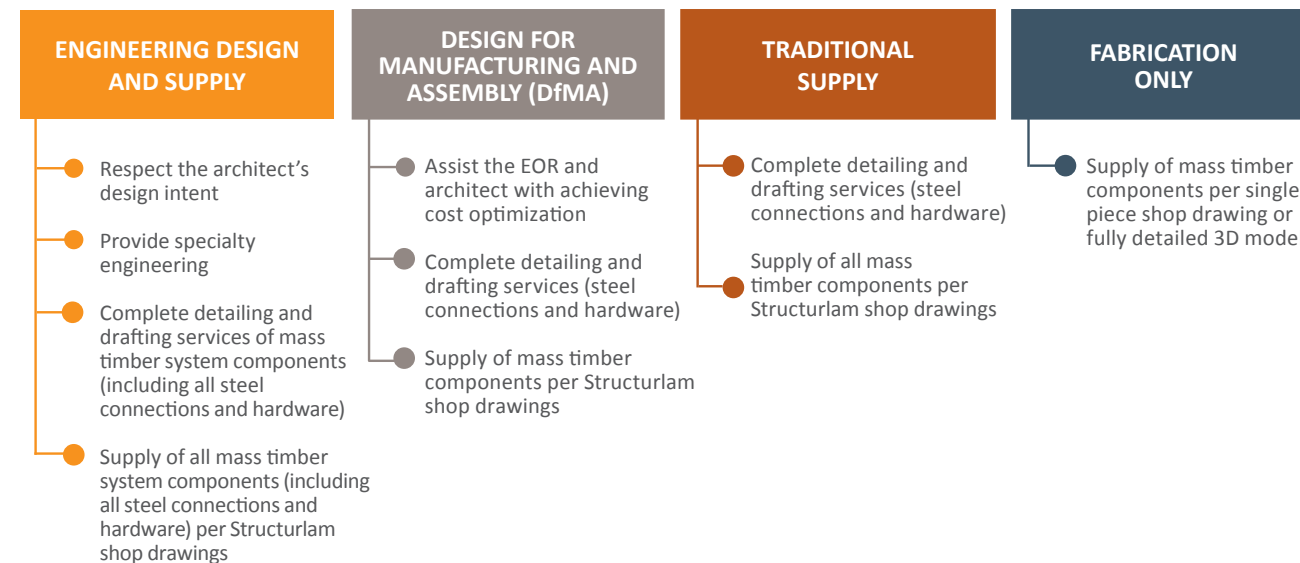 ENGINEERING DESIGN
AND SUPPLY
Respect the architect's
design intent
Provide specialty
engineering
Complete detailing and
drafting services of mass
timber system components
(including all steel
connections and hardware)
Supply of all mass timber
system components (including
all steel connections and
hardware) per Structurlam
shop drawings
DESIGN FOR
MANUFACTURING AND
ASSEMBLY (DfMA)
Assist the EOR and
architect with achieving
cost optimization
Complete detailing and
drafting services (steel
connections and hardware)
Supply of mass timber
components per Structurlam
shop drawings
TRADITIONAL
SUPPLY
Complete detailing and
drafting services (steel
connections and hardware)
Supply of all mass
timber components per
Structurlam shop drawings
FABRICATION
ONLY
Supply of mass timber
components per single
piece shop drawing or
fully detailed 3D mode